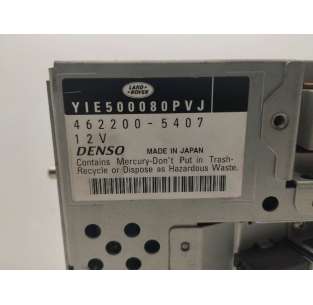 LAND-
ROVER
YIE500080PVJ
462200-5407
12V
DENSO MADE IN JAPAN
Contains Mercury-Don't Put in Trash-
Recycle or Dispose as Hazardous Waste.